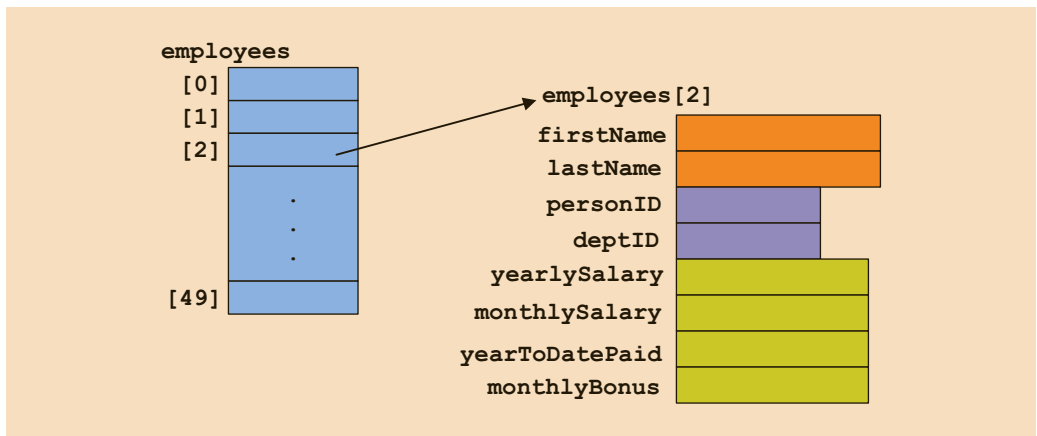 employees
[0]
[1]
[2]
.
.
.
[49]
employees[2]
firstName
lastName
personID
deptID
yearlySalary
monthlySalary
yearToDatePaid
monthlyBonus